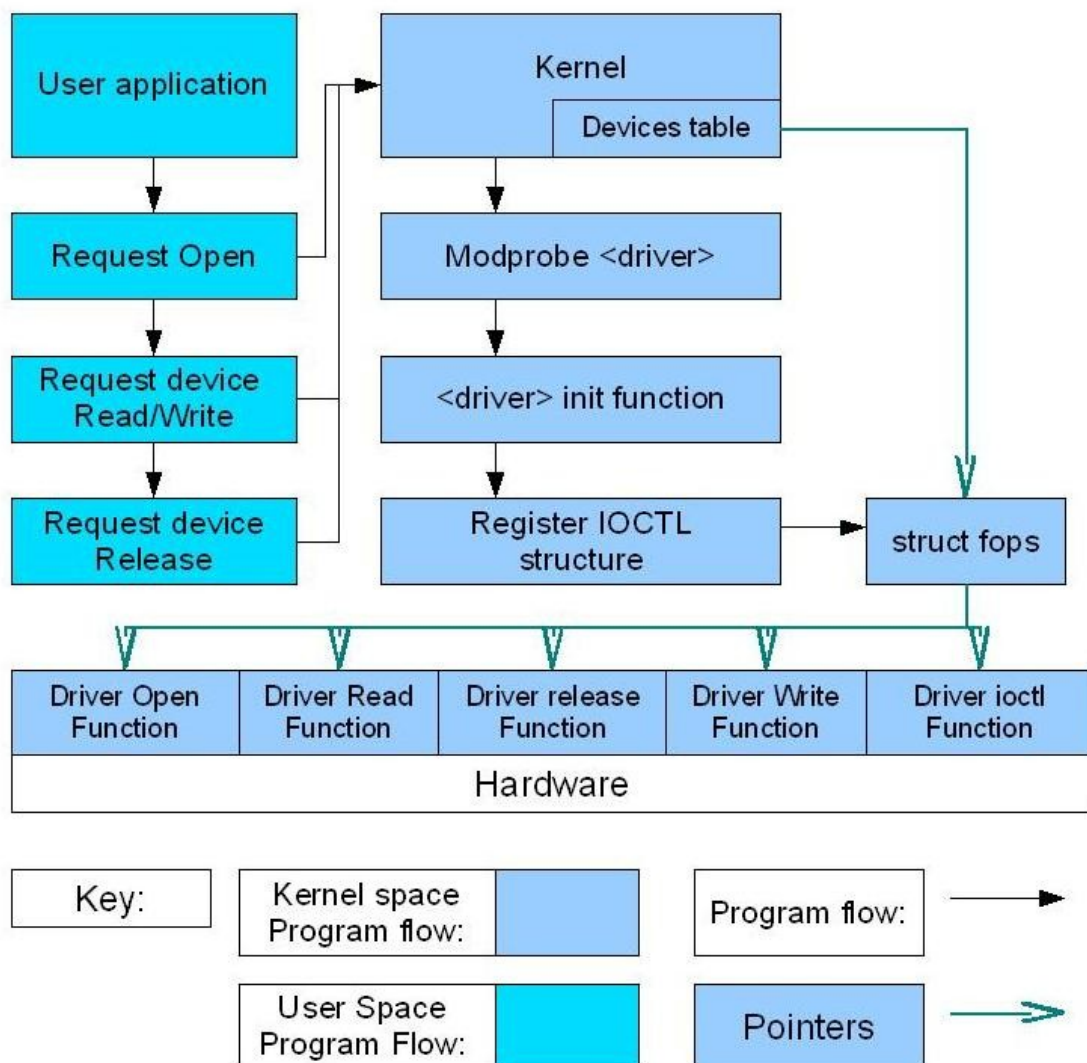 User application
Kernel
Devices table
Request Open
Modprobe <driver>
Request device
Read/Write
<driver> init function
Request device
Release
Register IOCTL
structure
struct fops
Driver Open
Function
Driver Read
Function
Driver release
Function
Driver Write
Function
Driver ioctl
Function
Hardware
Key:
Kernel space
Program flow:
Program flow:
User Space
Program Flow:
Pointers